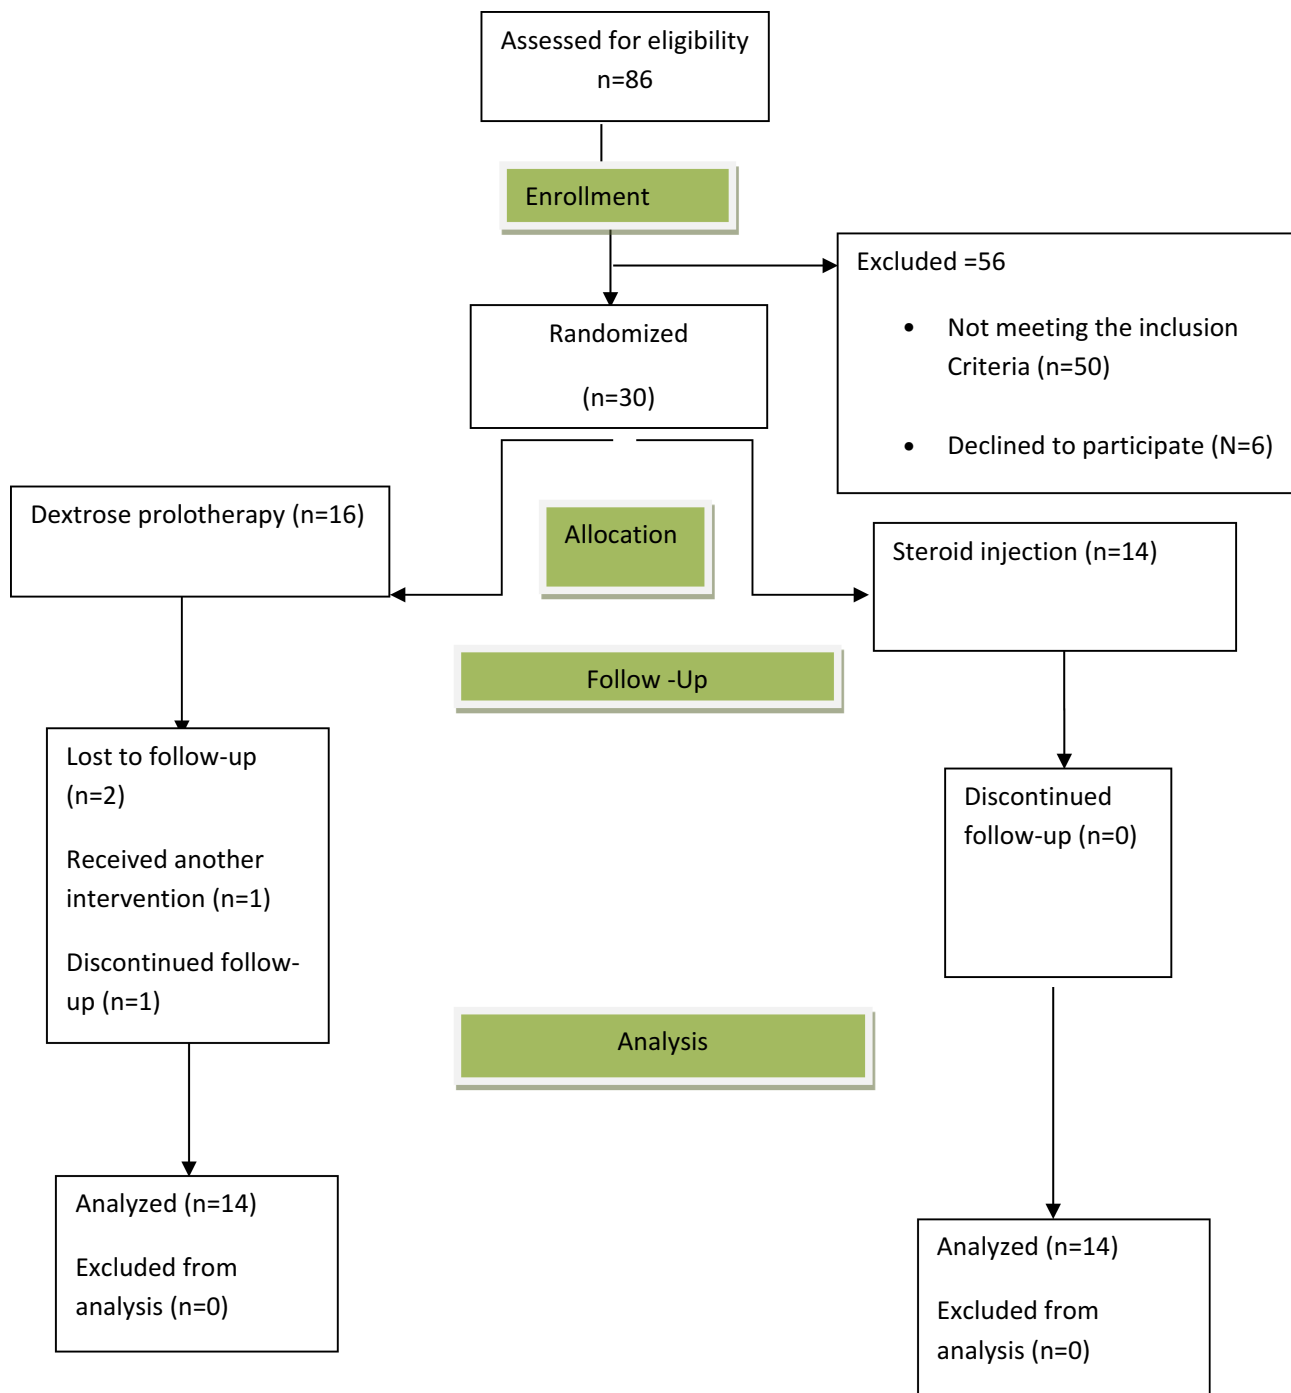 Assessed for eligibility
n=86
Enrollment
Excluded =56
• Not meeting the inclusion
Criteria (n=50)
• Declined to participate (N=6)
Randomized
(n=30)
Dextrose prolotherapy (n=16)
Allocation
Steroid injection (n=14)
Follow -Up
Lost to follow-up
(n=2)
Received another
intervention (n=1)
Discontinued follow-
up (n=1)
Discontinued
follow-up (n=0)
Analysis
Analyzed (n=14)
Excluded from
analysis (n=0)
Analyzed (n=14)
Excluded from
analysis (n=0)